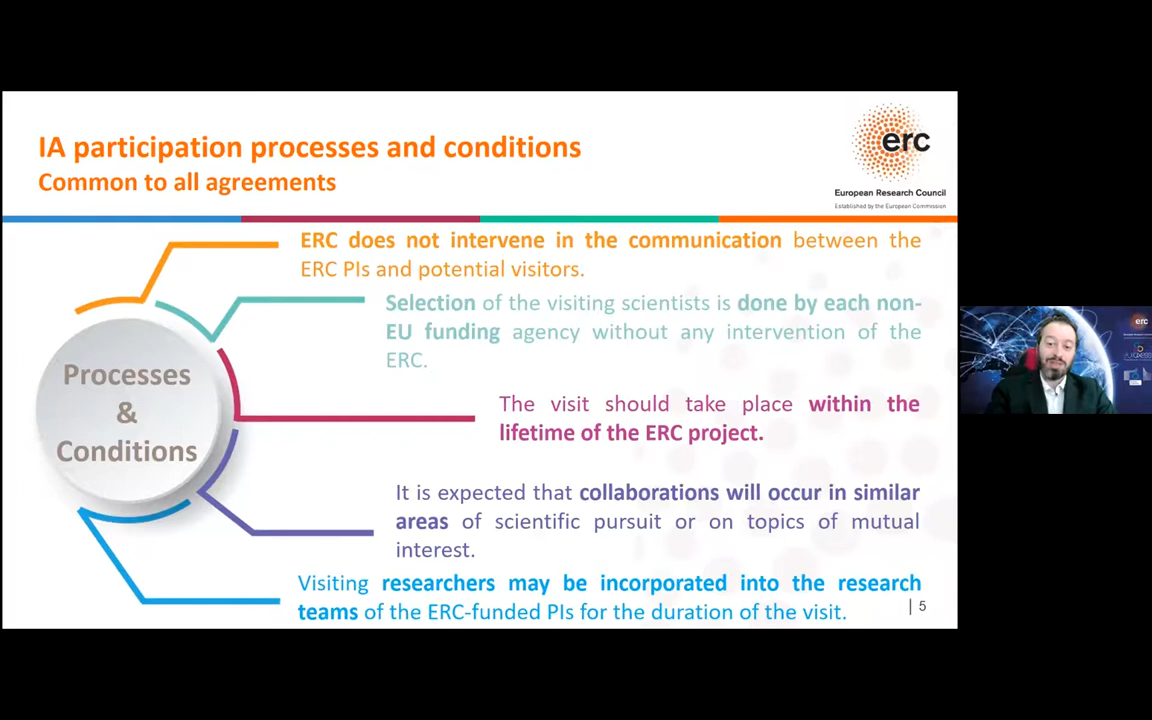 IA participation processes and conditions
Common to all agreements
erc
European Research Council
Established by the European Commission
ERC does not intervene in the communication between the
ERC PIs and potential visitors.
Selection of the visiting scientists is done by each non-
EU funding agency without any intervention of the
ERC.
Processes
&
Conditions
The visit should take place within the
lifetime of the ERC project.
It is expected that collaborations will occur in similar
areas of scientific pursuit or on topics of mutual
interest.
Visiting researchers may be incorporated into the research
teams of the ERC-funded PIs for the duration of the visit.
| 5
erc